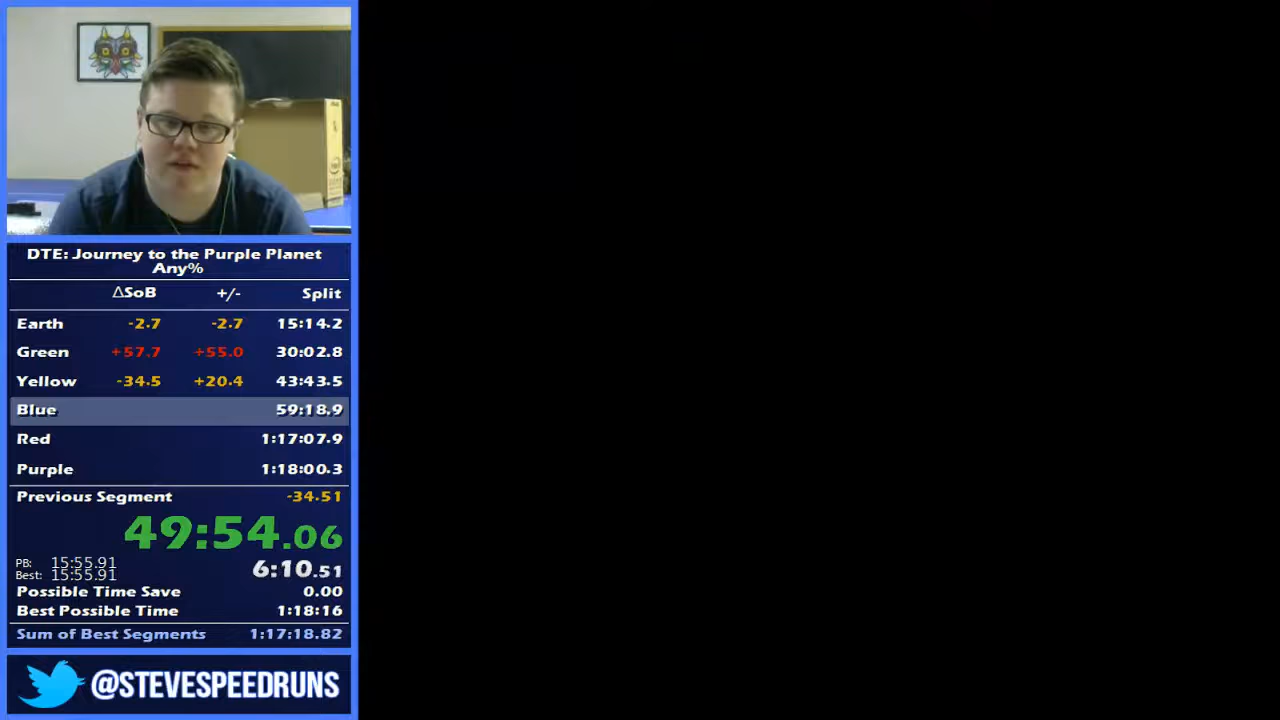 DTE: Journey to the Purple Planet
Any%
ΔSoB +/- Split
Earth -2.7 -2.7 15:14.2
Green +57.7 +55.0 30:02.8
Yellow -34.5 +20.4 43:43.5
Blue 59:18.9
Red 1:17:07.9
Purple 1:18:00.3
Previous Segment -34.51
49:54.06
PB: 15:55.91
Best: 15:55.91
6:10.51
Possible Time Save 0.00
Best Possible Time 1:18:16
Sum of Best Segments 1:17:18.82
@STEVESPEEDRUNS